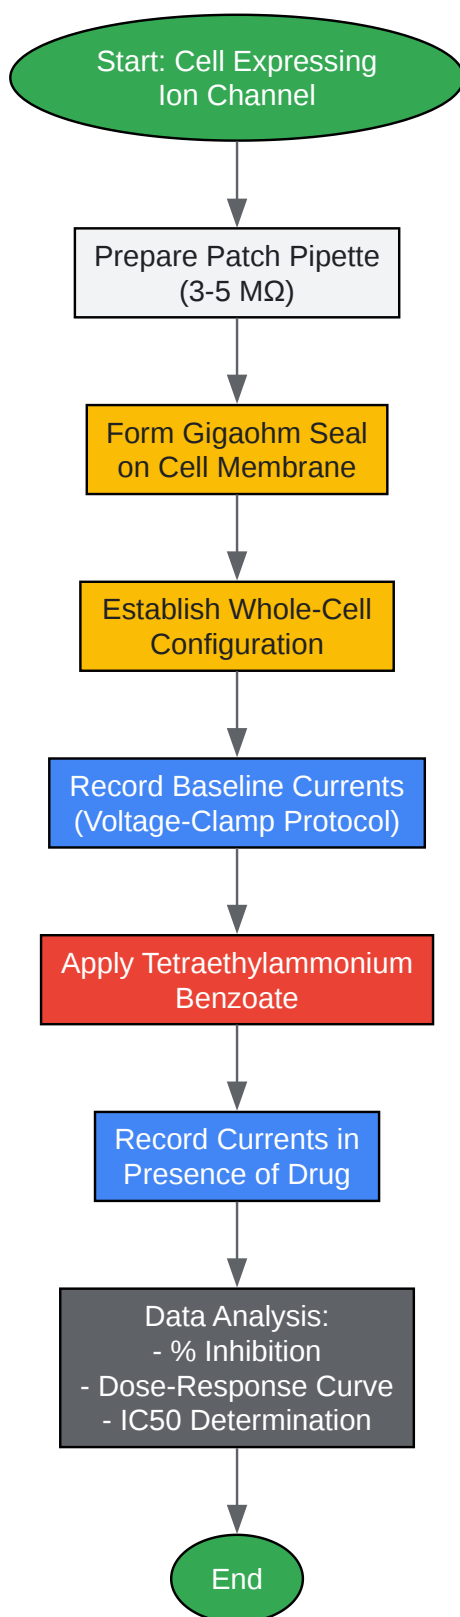 Start: Cell Expressing
Ion Channel
Prepare Patch Pipette
(3-5 MΩ)
Form Gigaohm Seal
on Cell Membrane
Establish Whole-Cell
Configuration
Record Baseline Currents
(Voltage-Clamp Protocol)
Apply Tetraethylammonium
Benzoate
Record Currents in
Presence of Drug
Data Analysis:
- % Inhibition
- Dose-Response Curve
- IC50 Determination
End